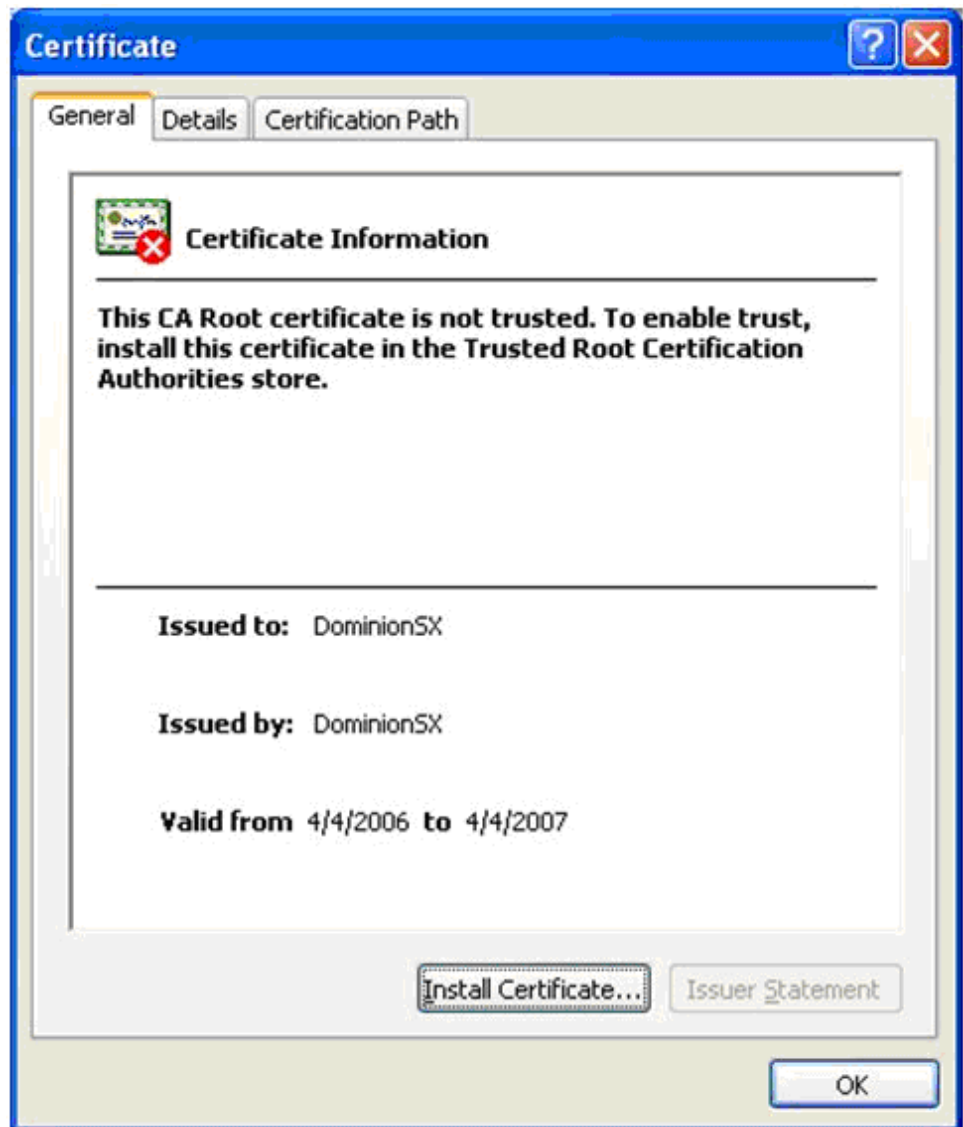 Certificate
General Details Certification Path
Certificate Information
This CA Root certificate is not trusted. To enable trust,
install this certificate in the Trusted Root Certification
Authorities store.
Issued to: DominionSX
Issued by: DominionSX
Valid from 4/4/2006 to 4/4/2007
Install Certificate... Issuer Statement
OK